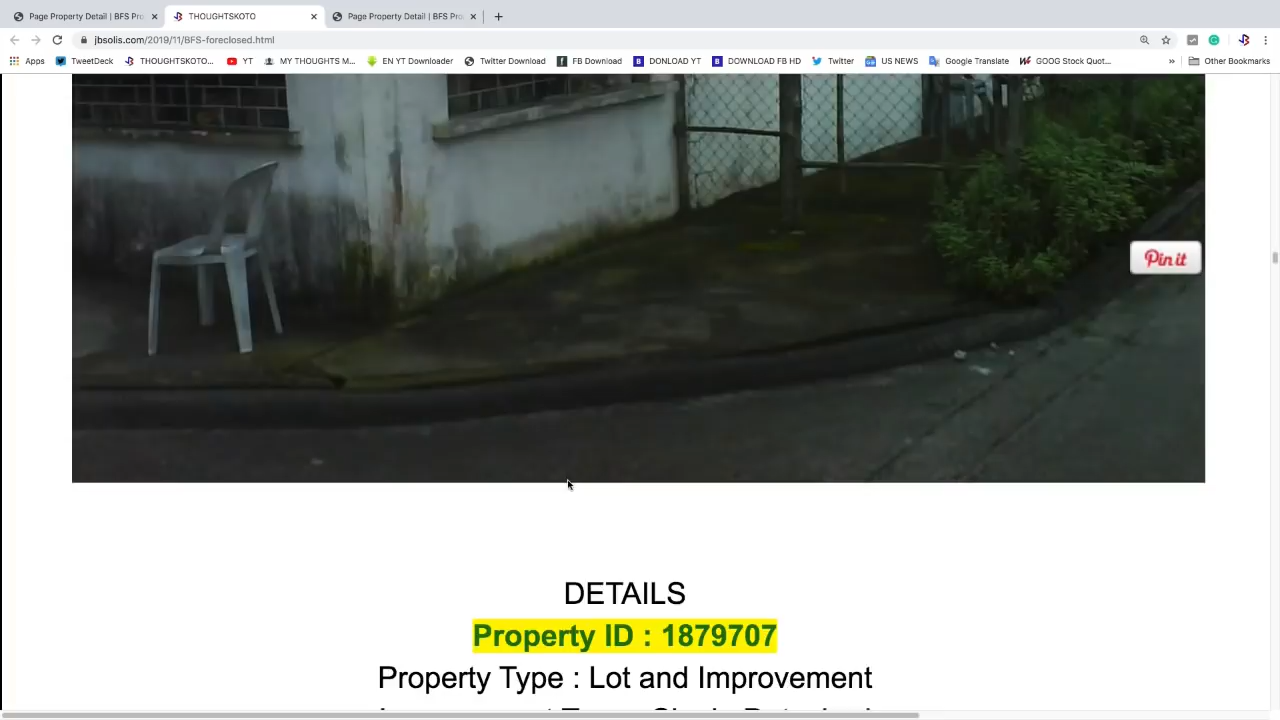 Page Property Detail | BFS Pro
THOUGHTSKOTO
Page Property Detail | BFS Pro
jbsolis.com/2019/11/BFS-foreclosed.html
Apps
TweetDeck
THOUGHTSKOTO...
YT
MY THOUGHTS M...
EN YT Downloader
Twitter Download
FB Download
DONLOAD YT
DOWNLOAD FB HD
Twitter
US NEWS
Google Translate
GOOG Stock Quot...
»
Other Bookmarks
Pin it
DETAILS
Property ID : 1879707
Property Type : Lot and Improvement